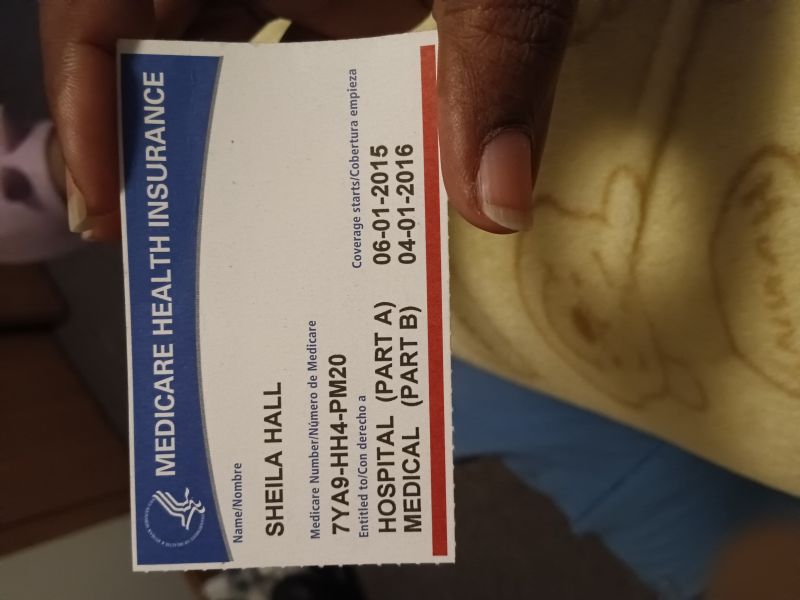 MEDICARE HEALTH INSURANCE
Name/Nombre
SHEILA HALL
Medicare Number/Número de Medicare
7YA9-HH4-PM20
Entitled to/Con derecho a
Coverage starts/Cobertura empieza
HOSPITAL (PART A) 06-01-2015
MEDICAL (PART B) 04-01-2016